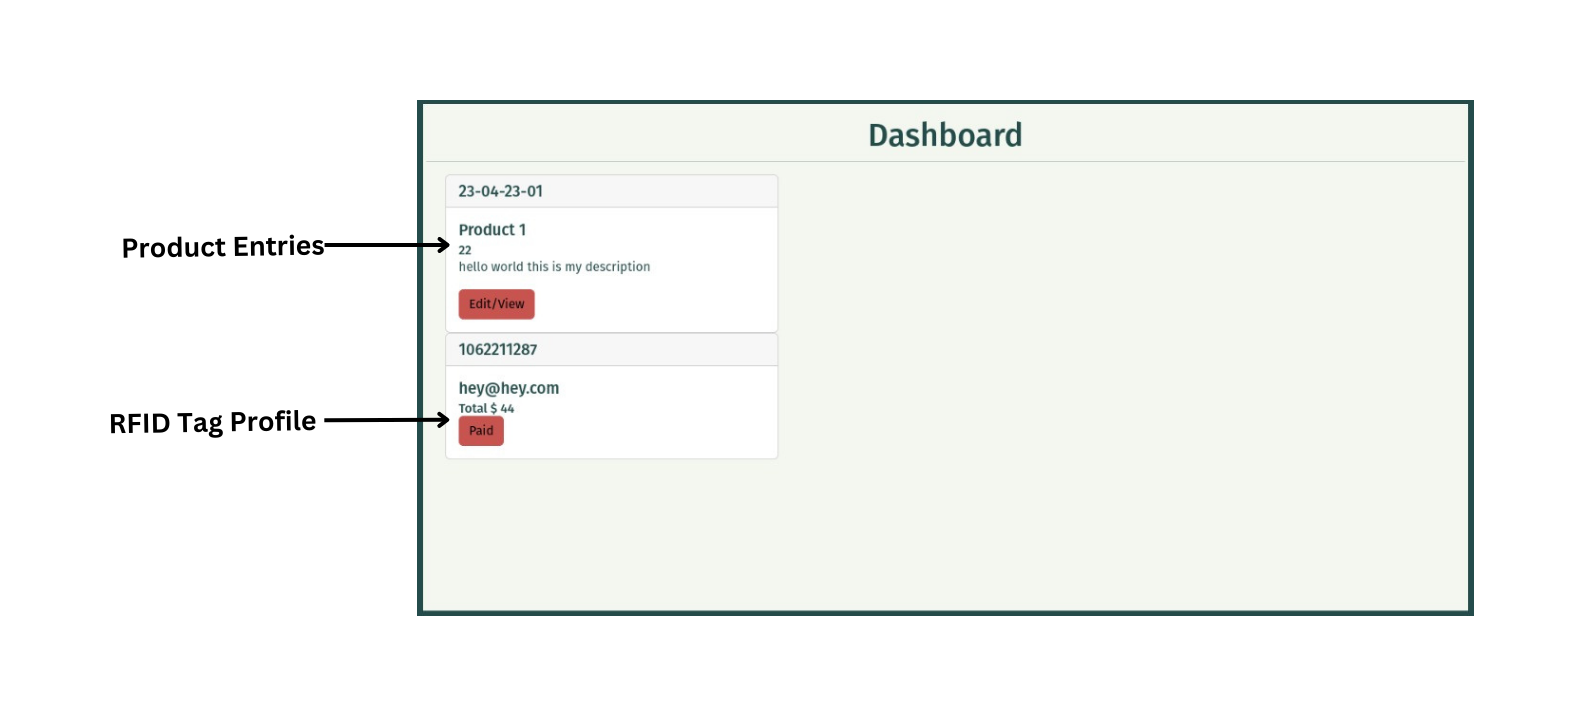 Dashboard
23-04-23-01
Product Entries
Product 1
22
hello world this is my description
Edit/View
1062211287
RFID Tag Profile
hey@hey.com
Total $ 44
Paid